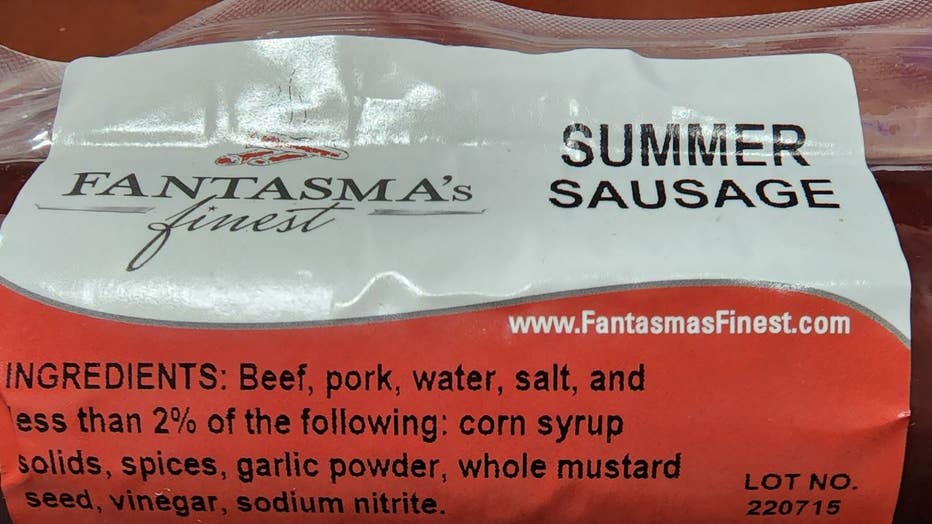 FANTASMA's
finest
SUMMER
SAUSAGE
www.FantasmasFinest.com
INGREDIENTS: Beef, pork, water, salt, and
ess than 2% of the following: corn syrup
solids, spices, garlic powder, whole mustard
seed, vinegar, sodium nitrite.
LOT NO.
220715